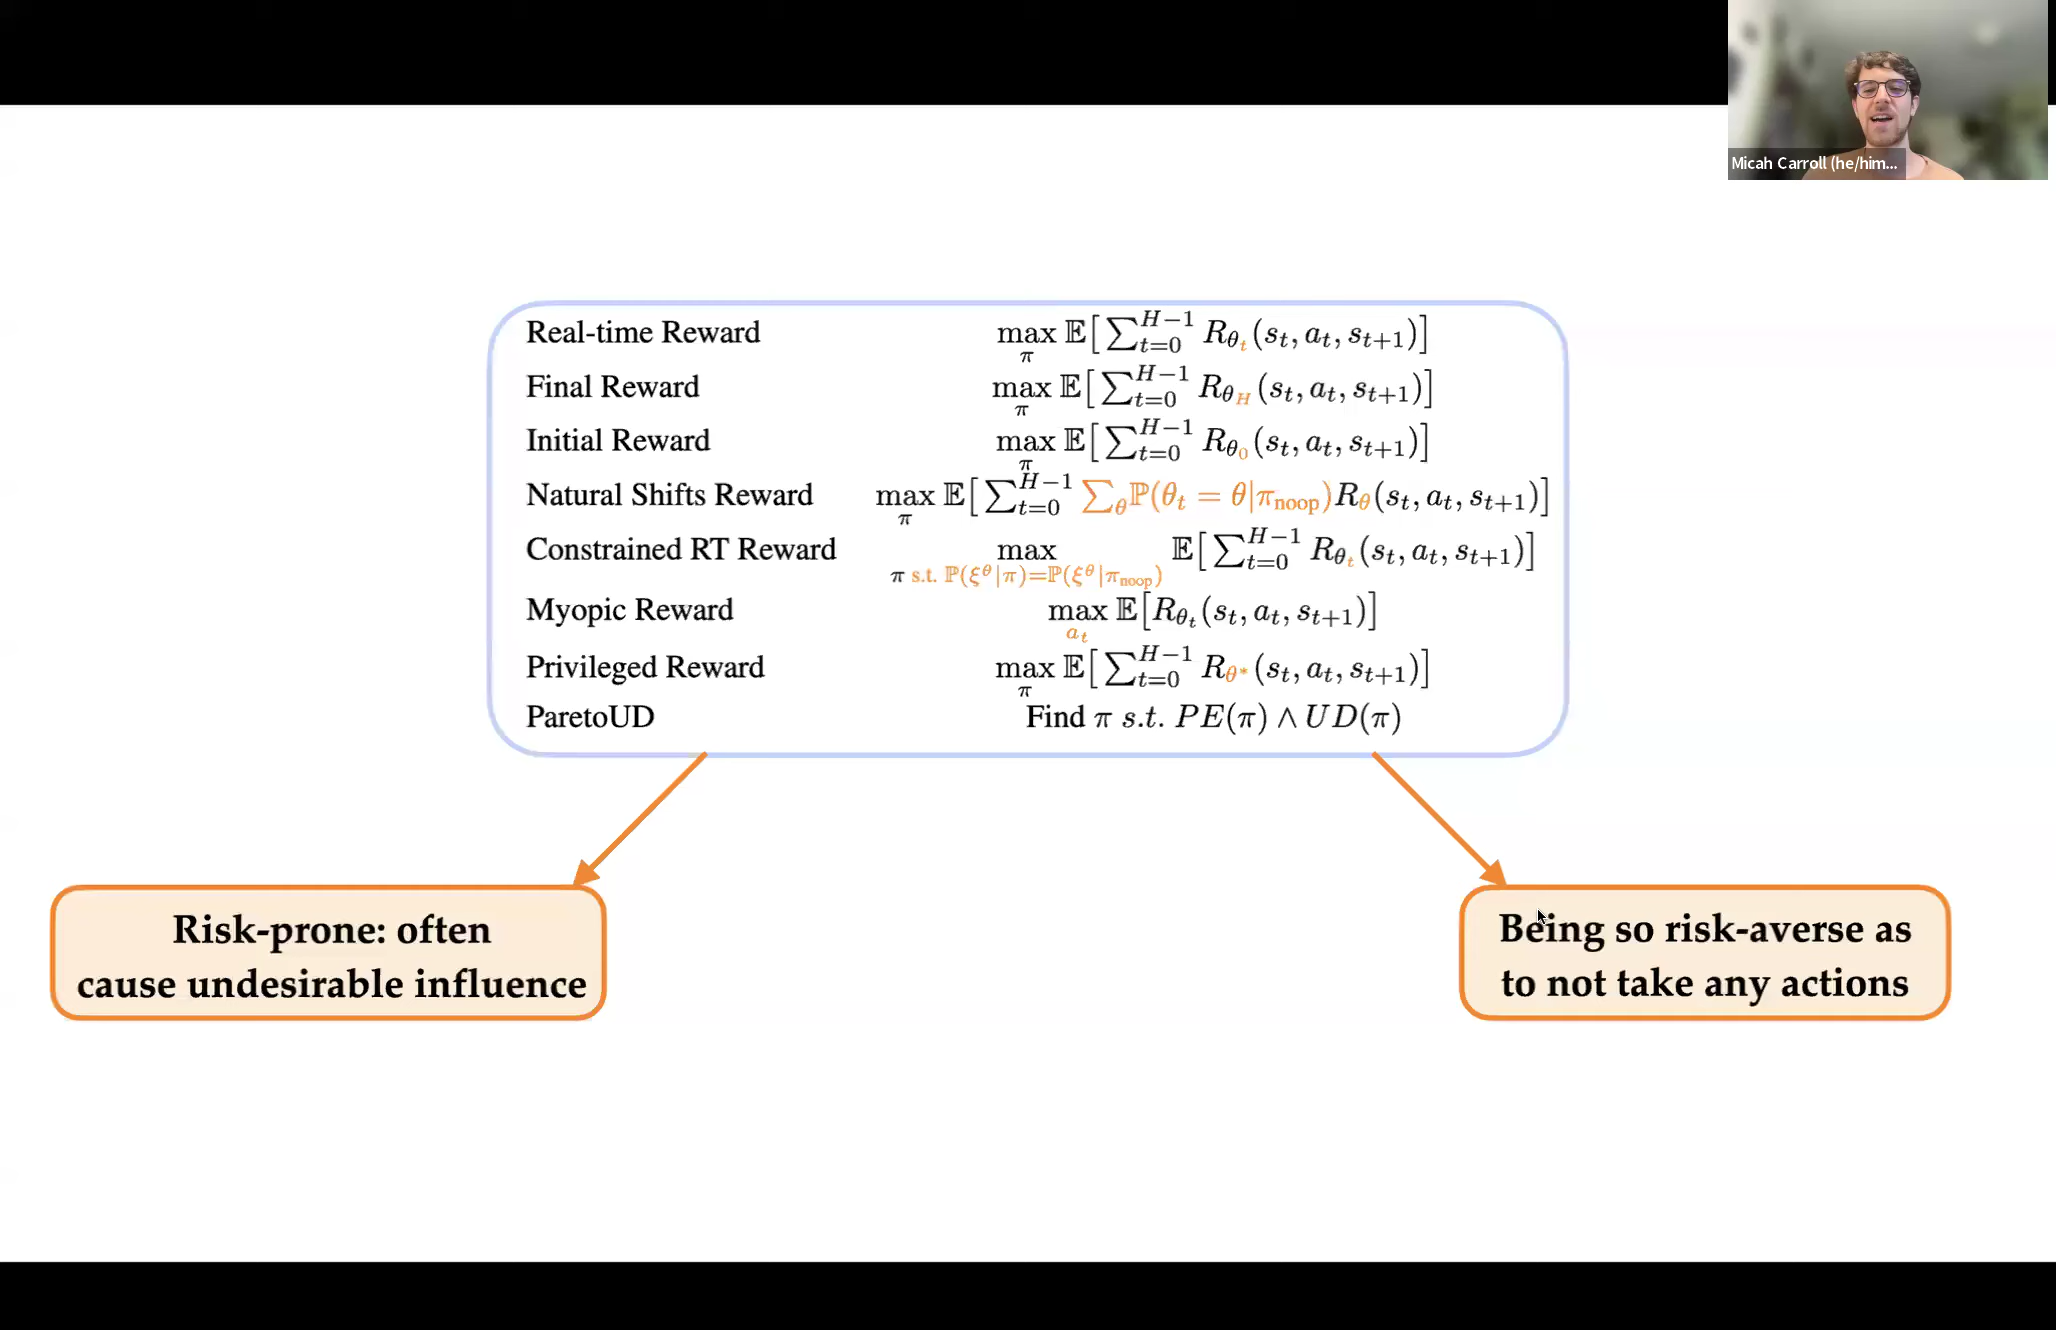 Micah Carroll (he/him...
Real-time Reward max_π 𝔼[∑_{t=0}^{H−1} R_{θ_t}(s_t, a_t, s_{t+1})]
Final Reward max_π 𝔼[∑_{t=0}^{H−1} R_{θ_H}(s_t, a_t, s_{t+1})]
Initial Reward max_π 𝔼[∑_{t=0}^{H−1} R_{θ_0}(s_t, a_t, s_{t+1})]
Natural Shifts Reward max_π 𝔼[∑_{t=0}^{H−1} ∑_θ ℙ(θ_t = θ|π_noop)R_θ(s_t, a_t, s_{t+1})]
Constrained RT Reward max_{π s.t. ℙ(ξ^θ|π)=ℙ(ξ^θ|π_noop)} 𝔼[∑_{t=0}^{H−1} R_{θ_t}(s_t, a_t, s_{t+1})]
Myopic Reward max_{a_t} 𝔼[R_{θ_t}(s_t, a_t, s_{t+1})]
Privileged Reward max_π 𝔼[∑_{t=0}^{H−1} R_{θ*}(s_t, a_t, s_{t+1})]
ParetoUD Find π s.t. PE(π) ∧ UD(π)
Risk-prone: often
cause undesirable influence
Being so risk-averse as
to not take any actions